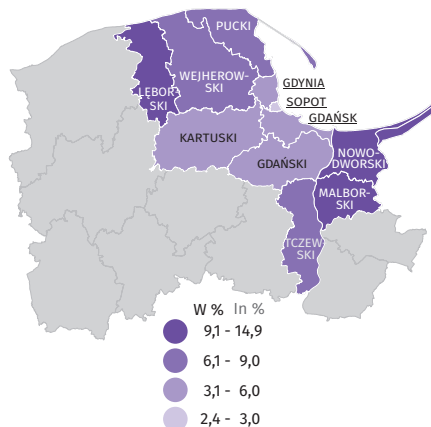 PUCKI
WEJHEROW-
SKI
GDYNIA
LĘBOR-
SKI
SOPOT
GDAŃSK
KARTUSKI
NOWO-
DWORSKI
GDAŃSKI
MALBOR-
SKI
TCZEW-
SKI
W % In %
9,1 - 14,9
6,1 - 9,0
3,1 - 6,0
2,4 - 3,0